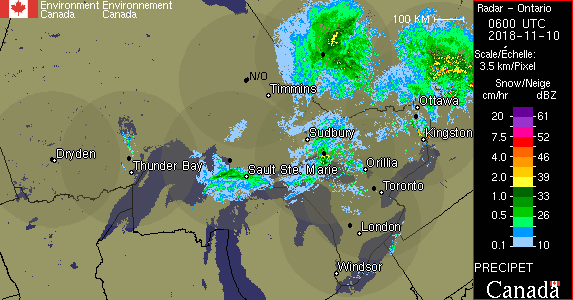 Environment Environnement
Canada Canada
100 KM
N/O
Timmins
Ottawa
Sudbury
Kingston
Dryden
Thunder Bay
Sault Ste. Marie
Orillia
Toronto
London
Windsor
Radar - Ontario
0600 UTC
2018-11-10
Scale/Échelle:
3.5 km/Pixel
Snow/Neige
cm/hr dBZ
20 61
7.5 52
4.0 46
2.0 39
1.0 33
0.5 26
0.1 10
PRECIPET
Canada